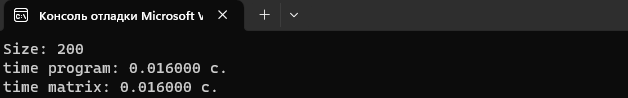 Консоль отладки Microsoft V
Size: 200
time program: 0.016000 c.
time matrix: 0.016000 c.